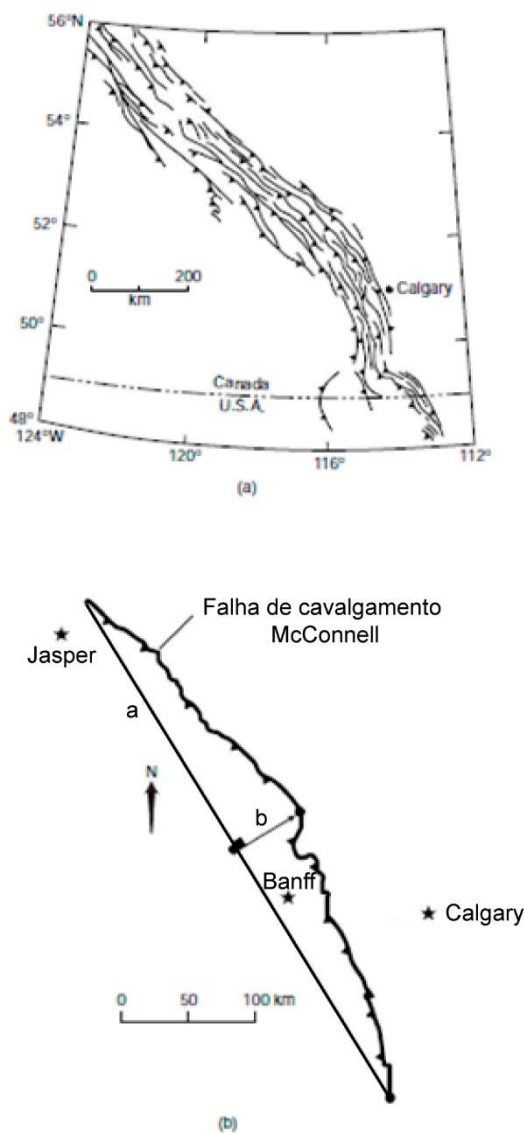 56°N
54°
52°
50°
48°
124°W
120°
116°
112°
0 200
km
Calgary
Canada
U.S.A.
(a)
Falha de cavalgamento
McConnell
Jasper
a
N
b
Banff
Calgary
0 50 100 km
(b)